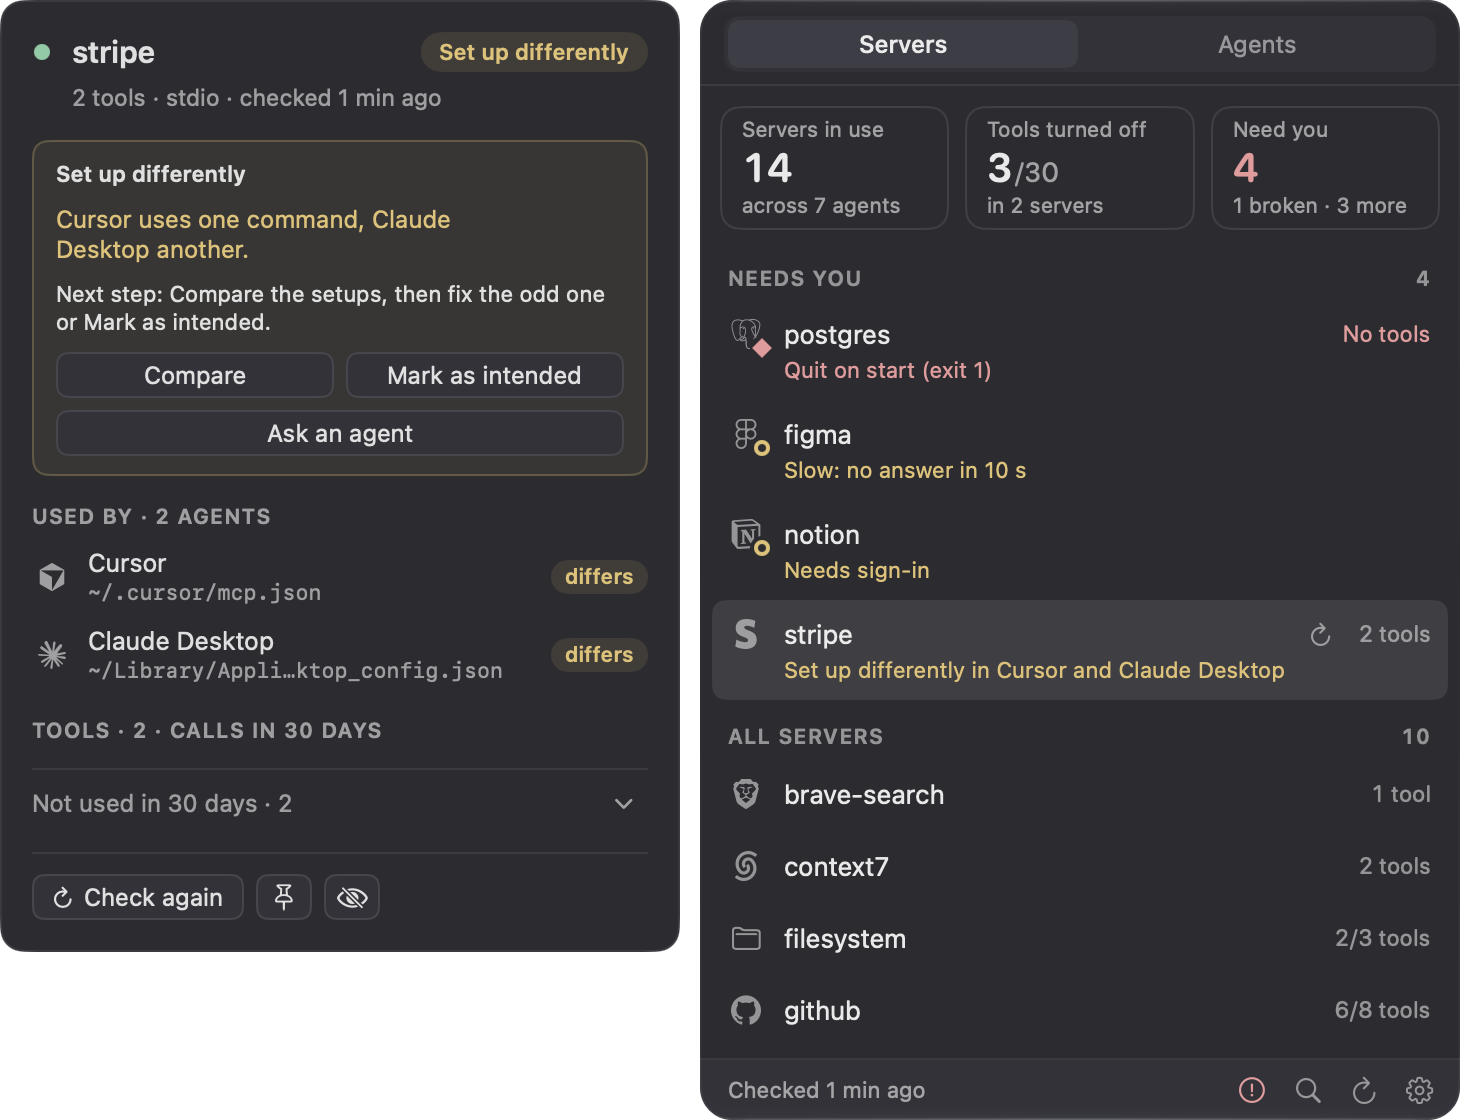 stripe
Set up differently
2 tools · stdio · checked 1 min ago
Set up differently
Cursor uses one command, Claude
Desktop another.
Next step: Compare the setups, then fix the odd one
or Mark as intended.
Compare
Mark as intended
Ask an agent
USED BY · 2 AGENTS
Cursor
~/.cursor/mcp.json
differs
Claude Desktop
~/Library/Appli…ktop_config.json
differs
TOOLS · 2 · CALLS IN 30 DAYS
Not used in 30 days · 2
Check again
Servers
Agents
Servers in use
14
across 7 agents
Tools turned off
3/30
in 2 servers
Need you
4
1 broken · 3 more
NEEDS YOU
4
postgres
No tools
Quit on start (exit 1)
figma
Slow: no answer in 10 s
notion
Needs sign-in
stripe
2 tools
Set up differently in Cursor and Claude Desktop
ALL SERVERS
10
brave-search
1 tool
context7
2 tools
filesystem
2/3 tools
github
6/8 tools
Checked 1 min ago